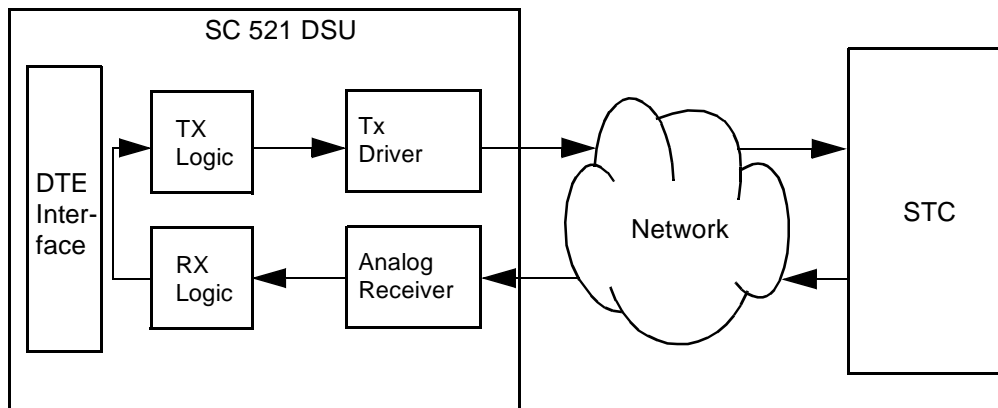 SC 521 DSU
DTE
Inter-
face
TX
Logic
Tx
Driver
RX
Logic
Analog
Receiver
Network
STC